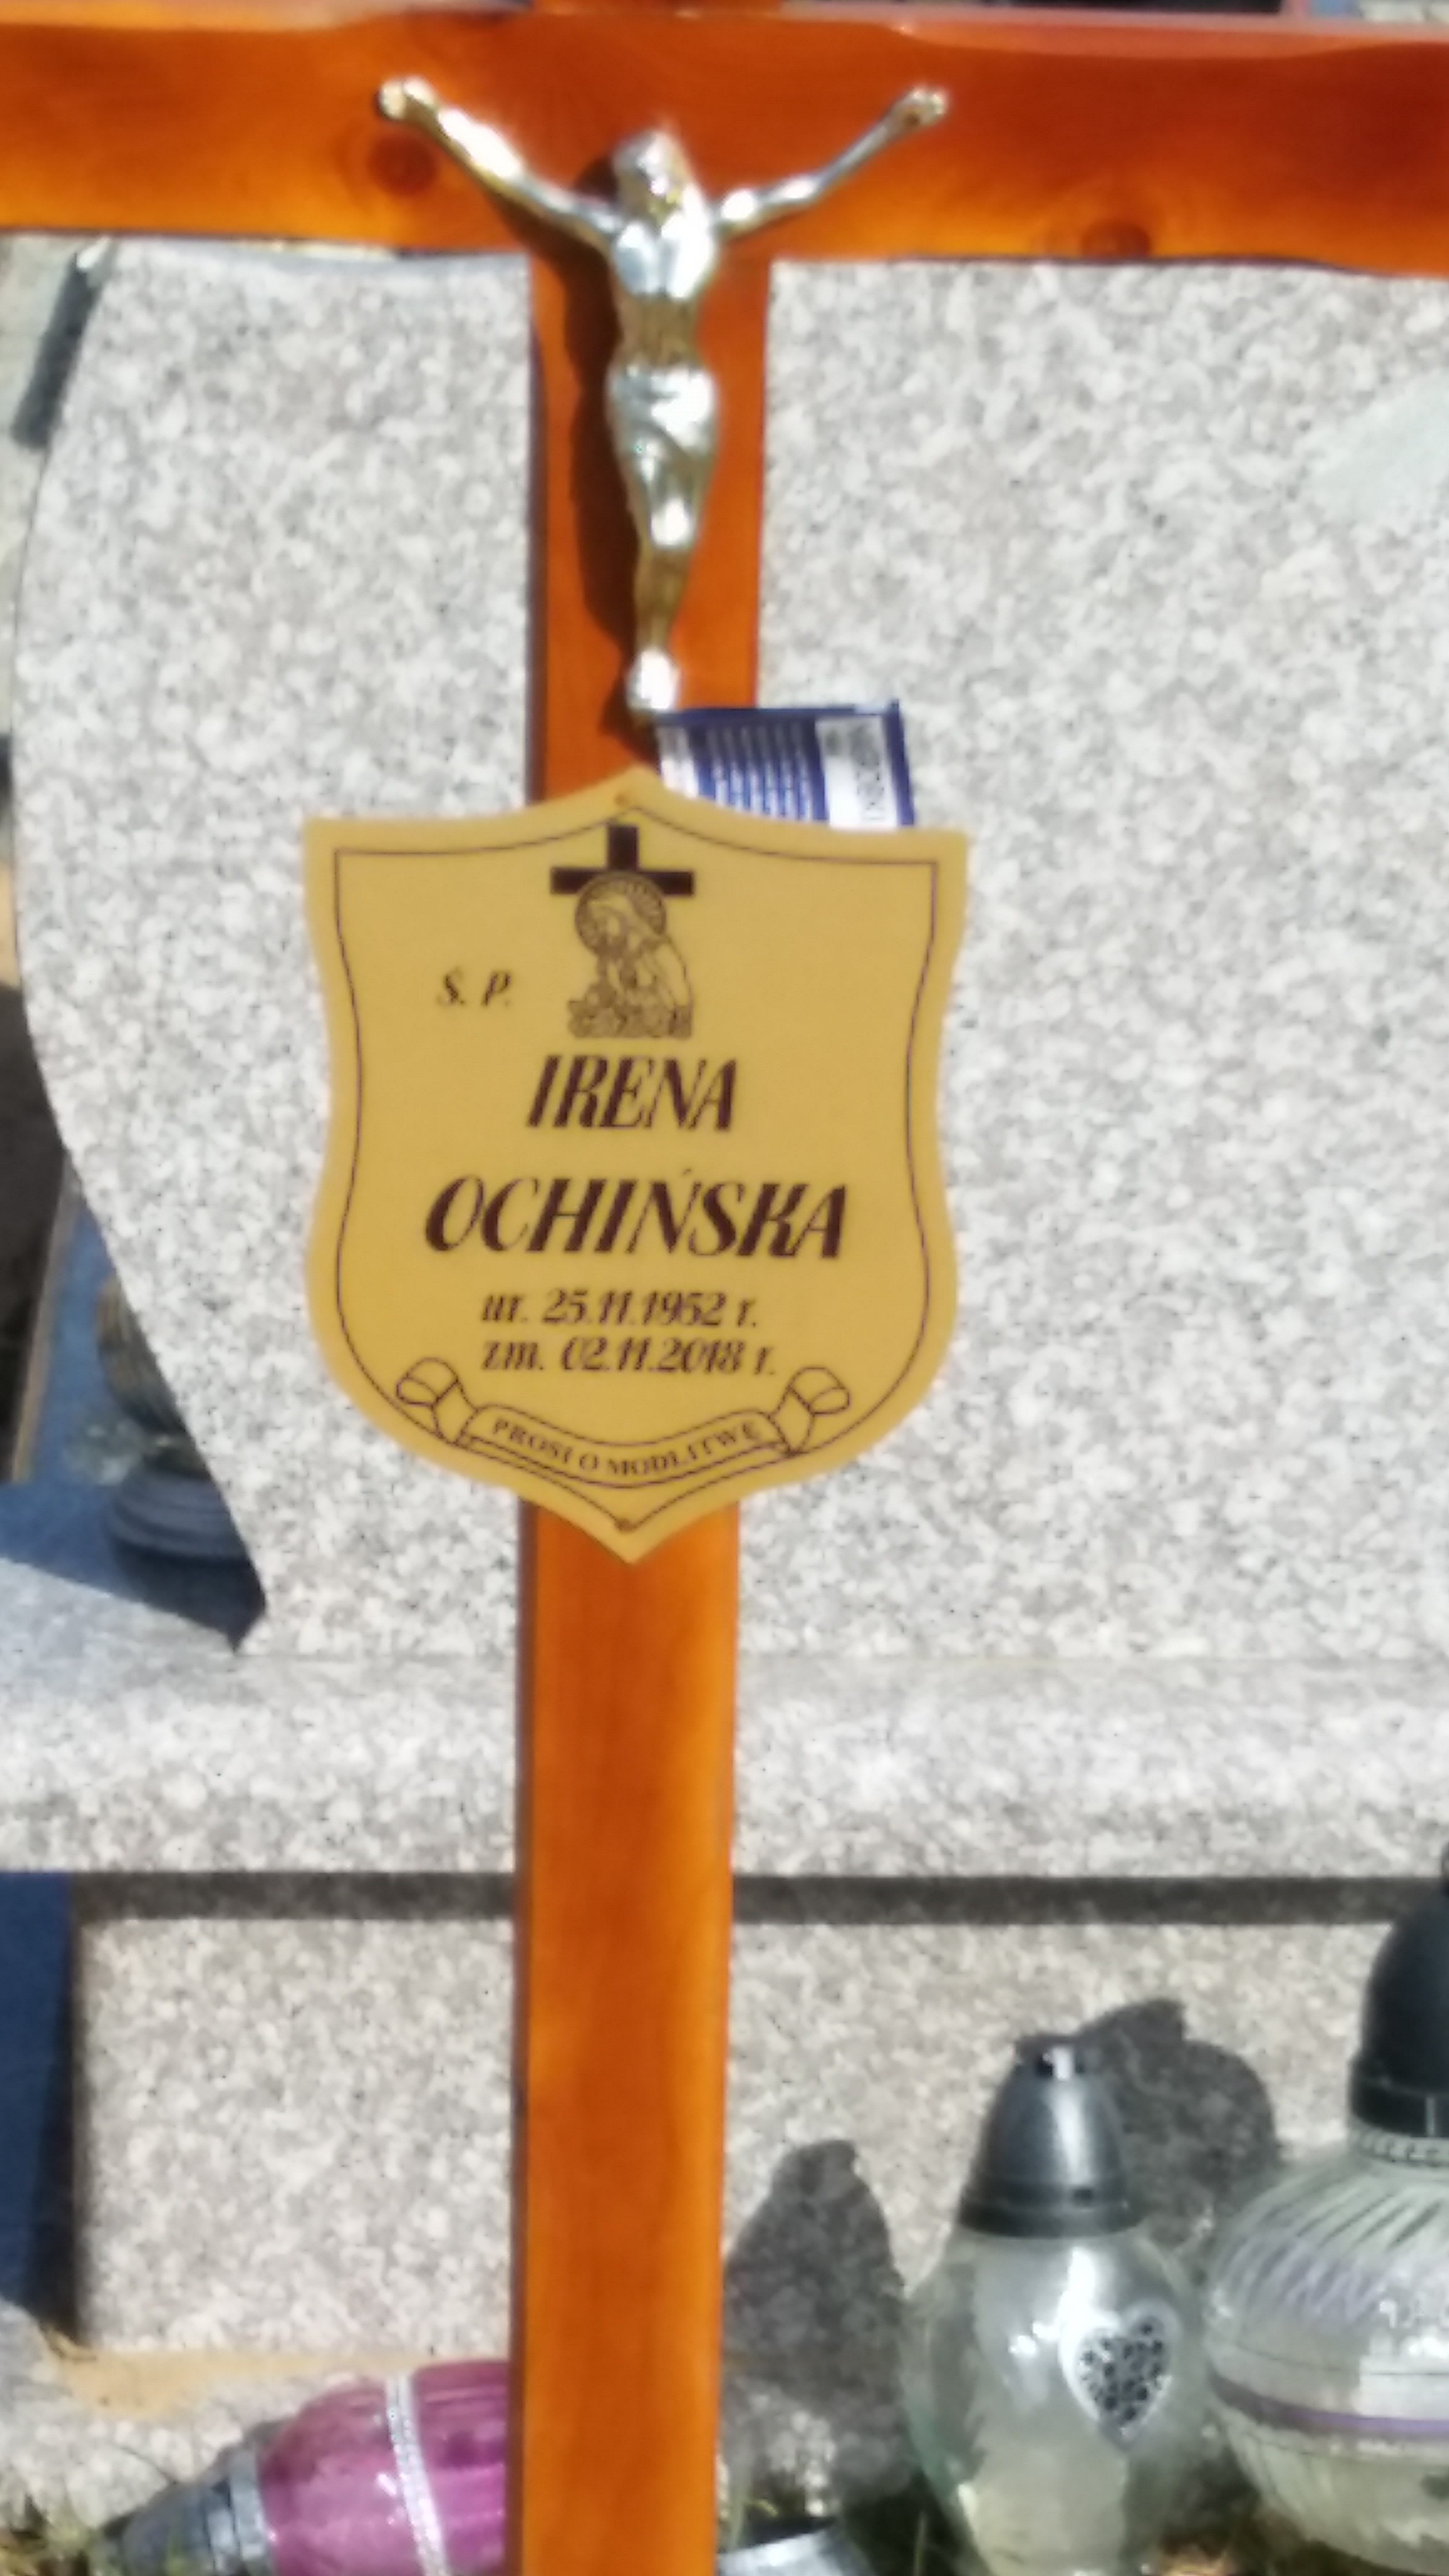 Ś. P.
IRENA
OCHIŃSKA
ur. 25.11.1952 r.
zm. 02.11.2018 r.
PROSI O MODLITWĘ